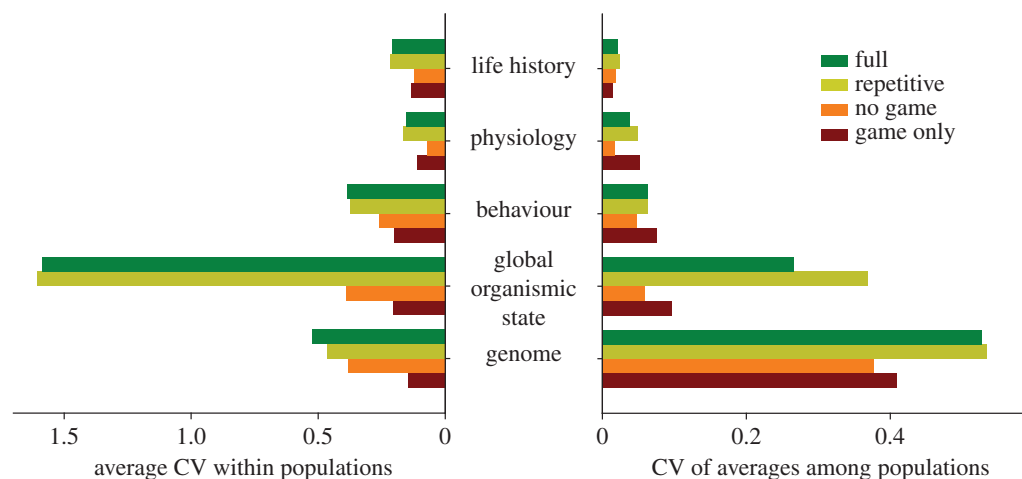 life history
physiology
behaviour
global
organismic
state
genome
full
repetitive
no game
game only
1.5 1.0 0.5 0
average CV within populations
0 0.2 0.4
CV of averages among populations